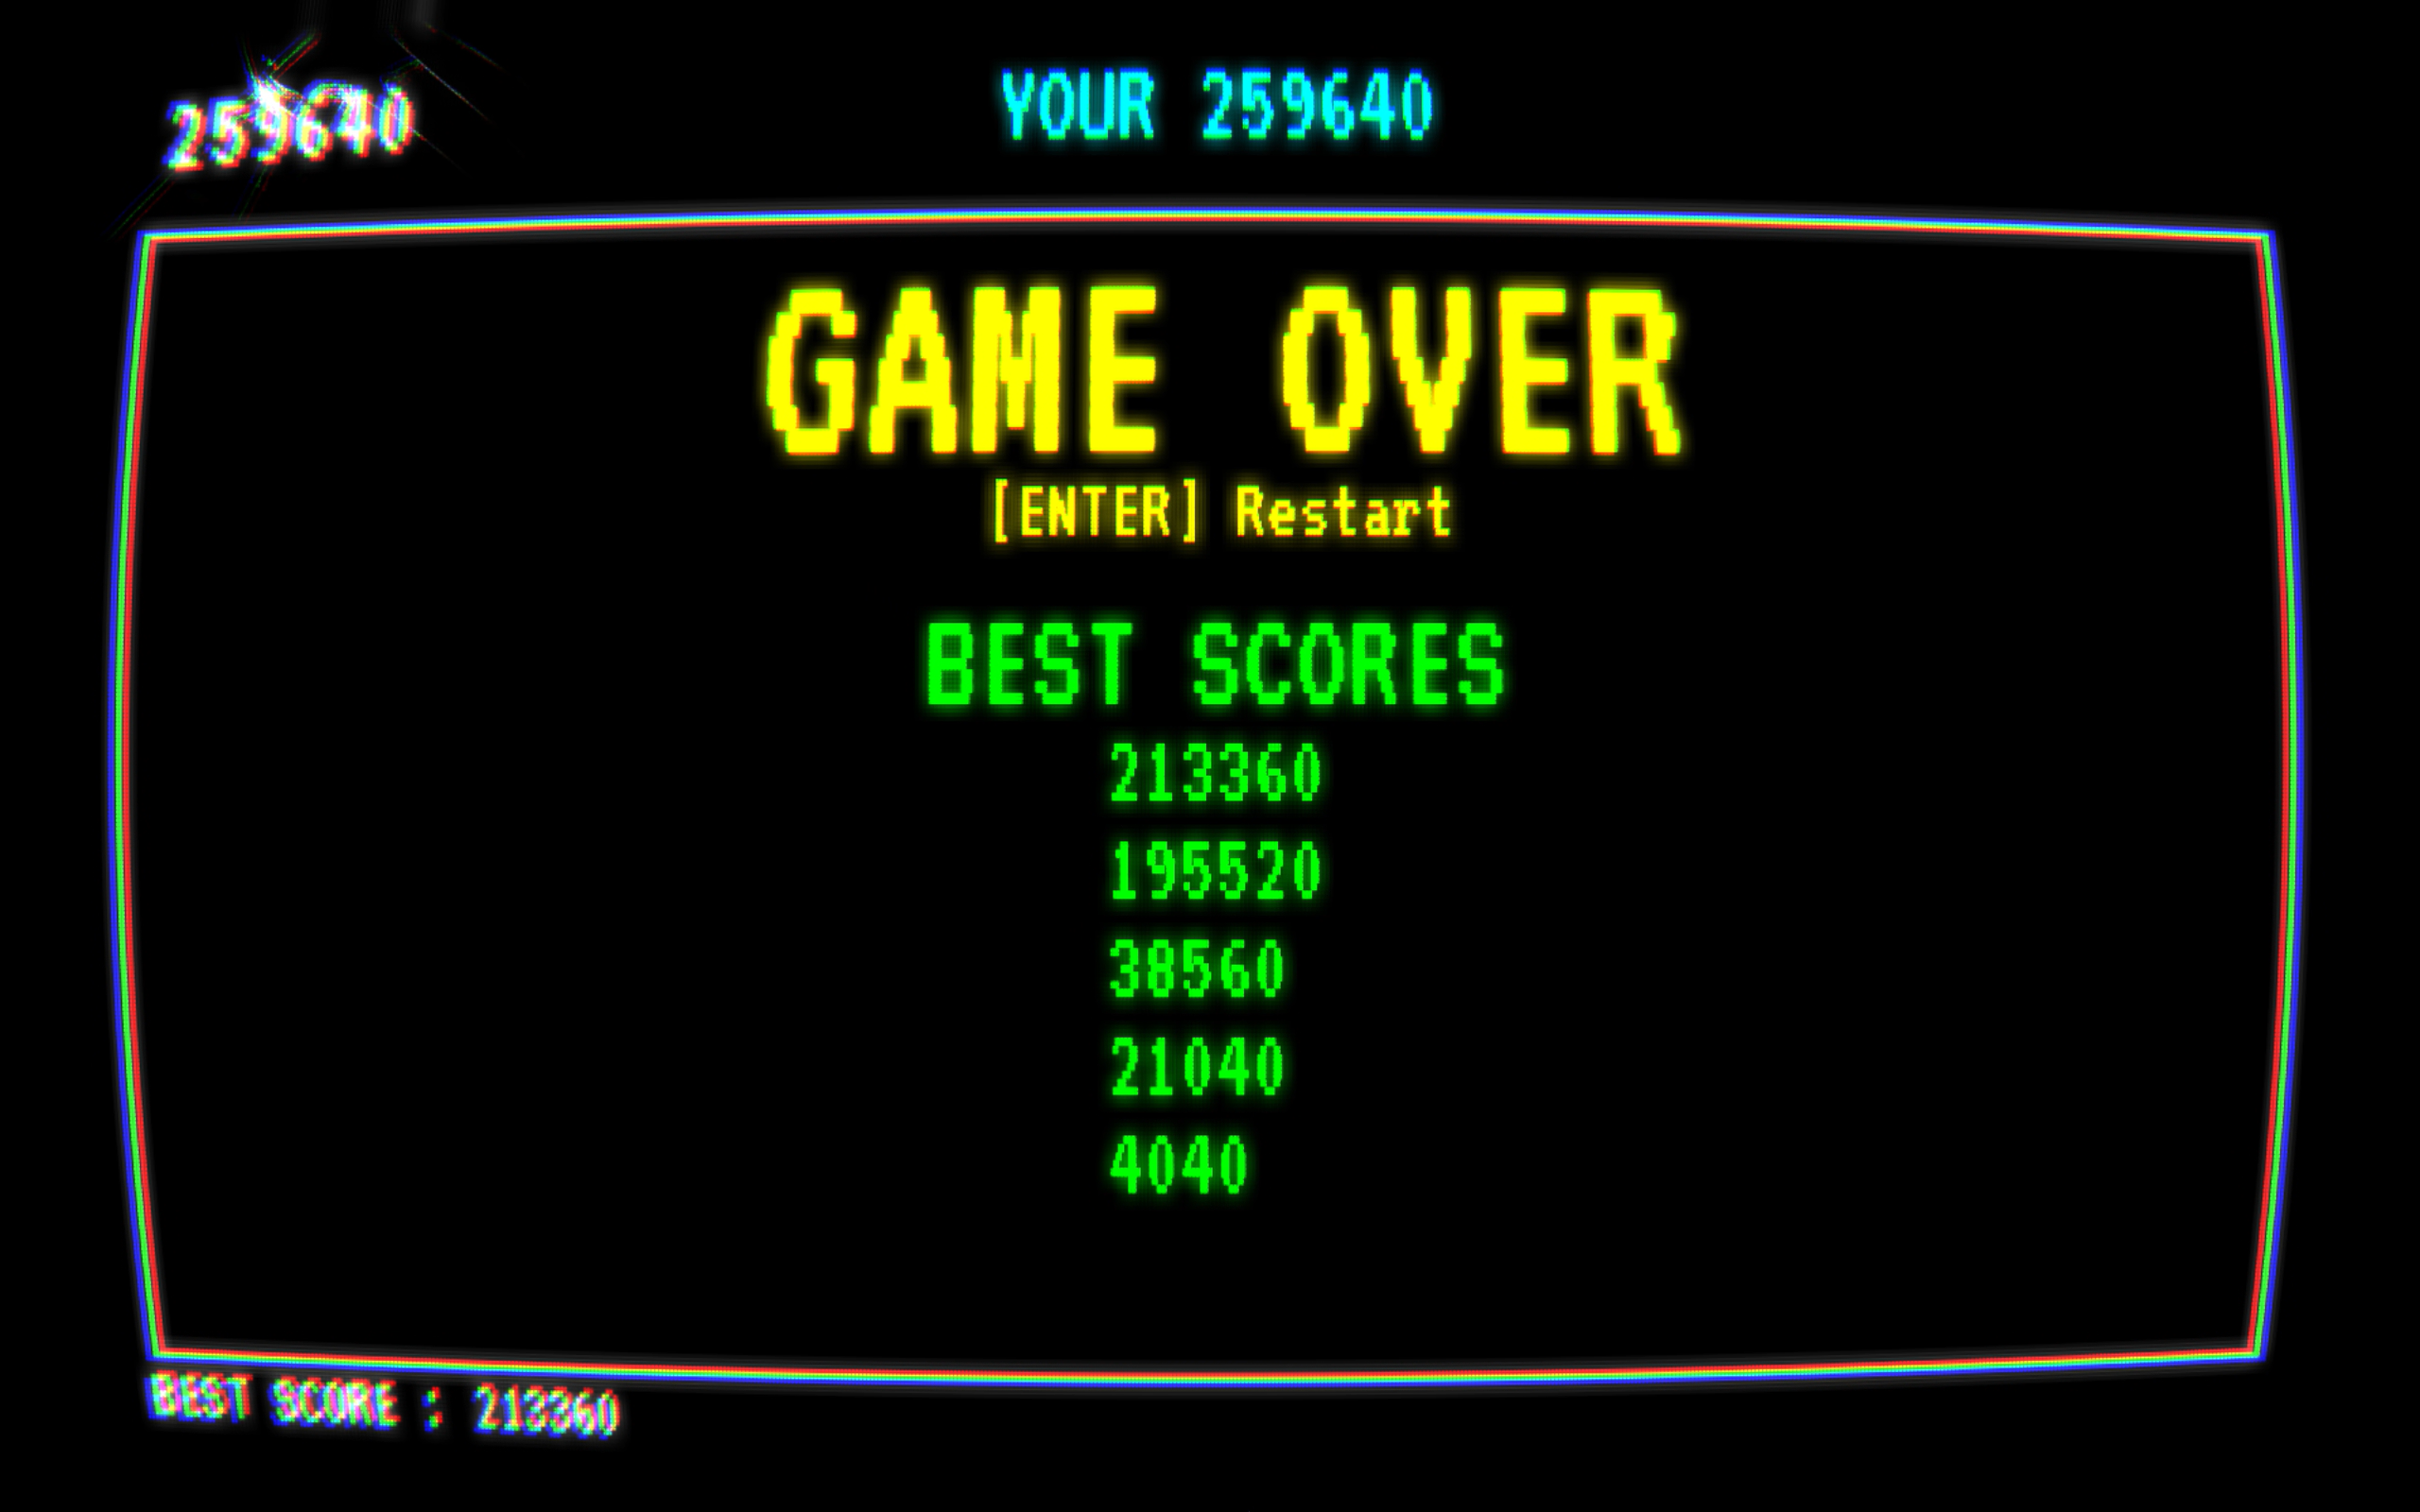 259640
YOUR 259640
GAME OVER
[ENTER] Restart
BEST SCORES
213360
195520
38560
21040
4040
BEST SCORE : 213360